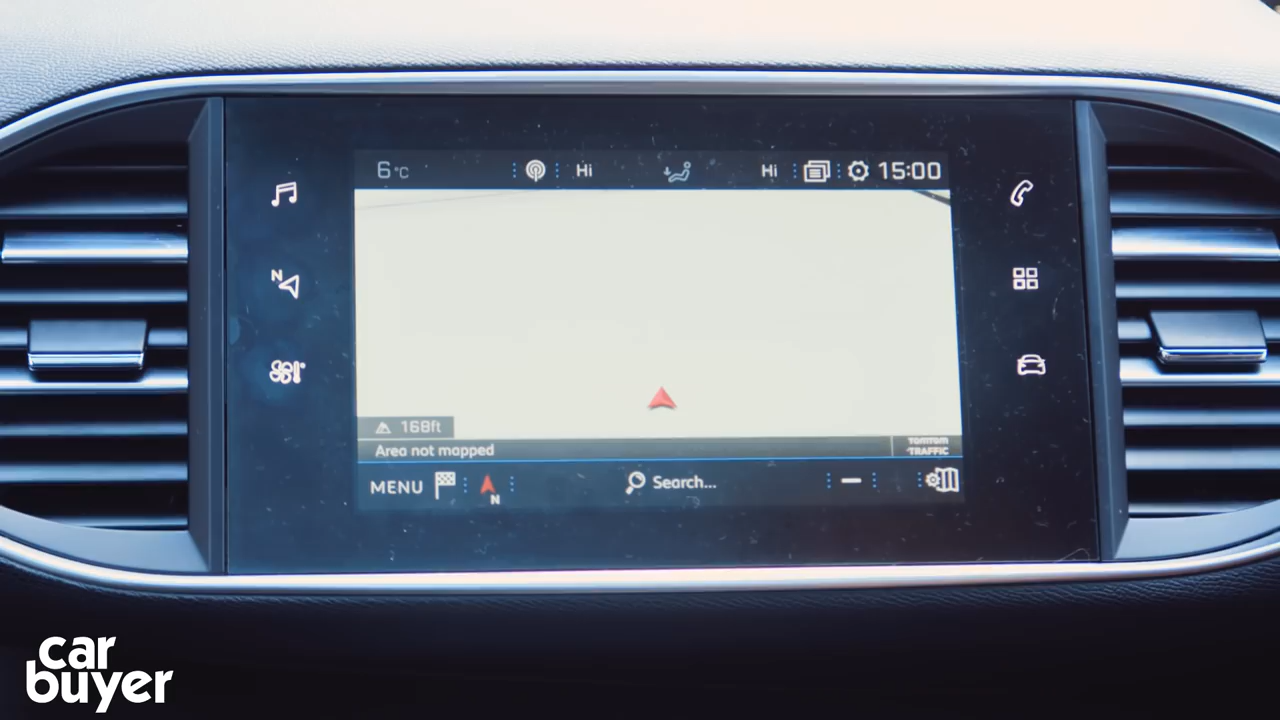 6°C Hi Hi 15:00
N
168ft
Area not mapped
TOMTOM
TRAFFIC
MENU N Search...
car
buyer